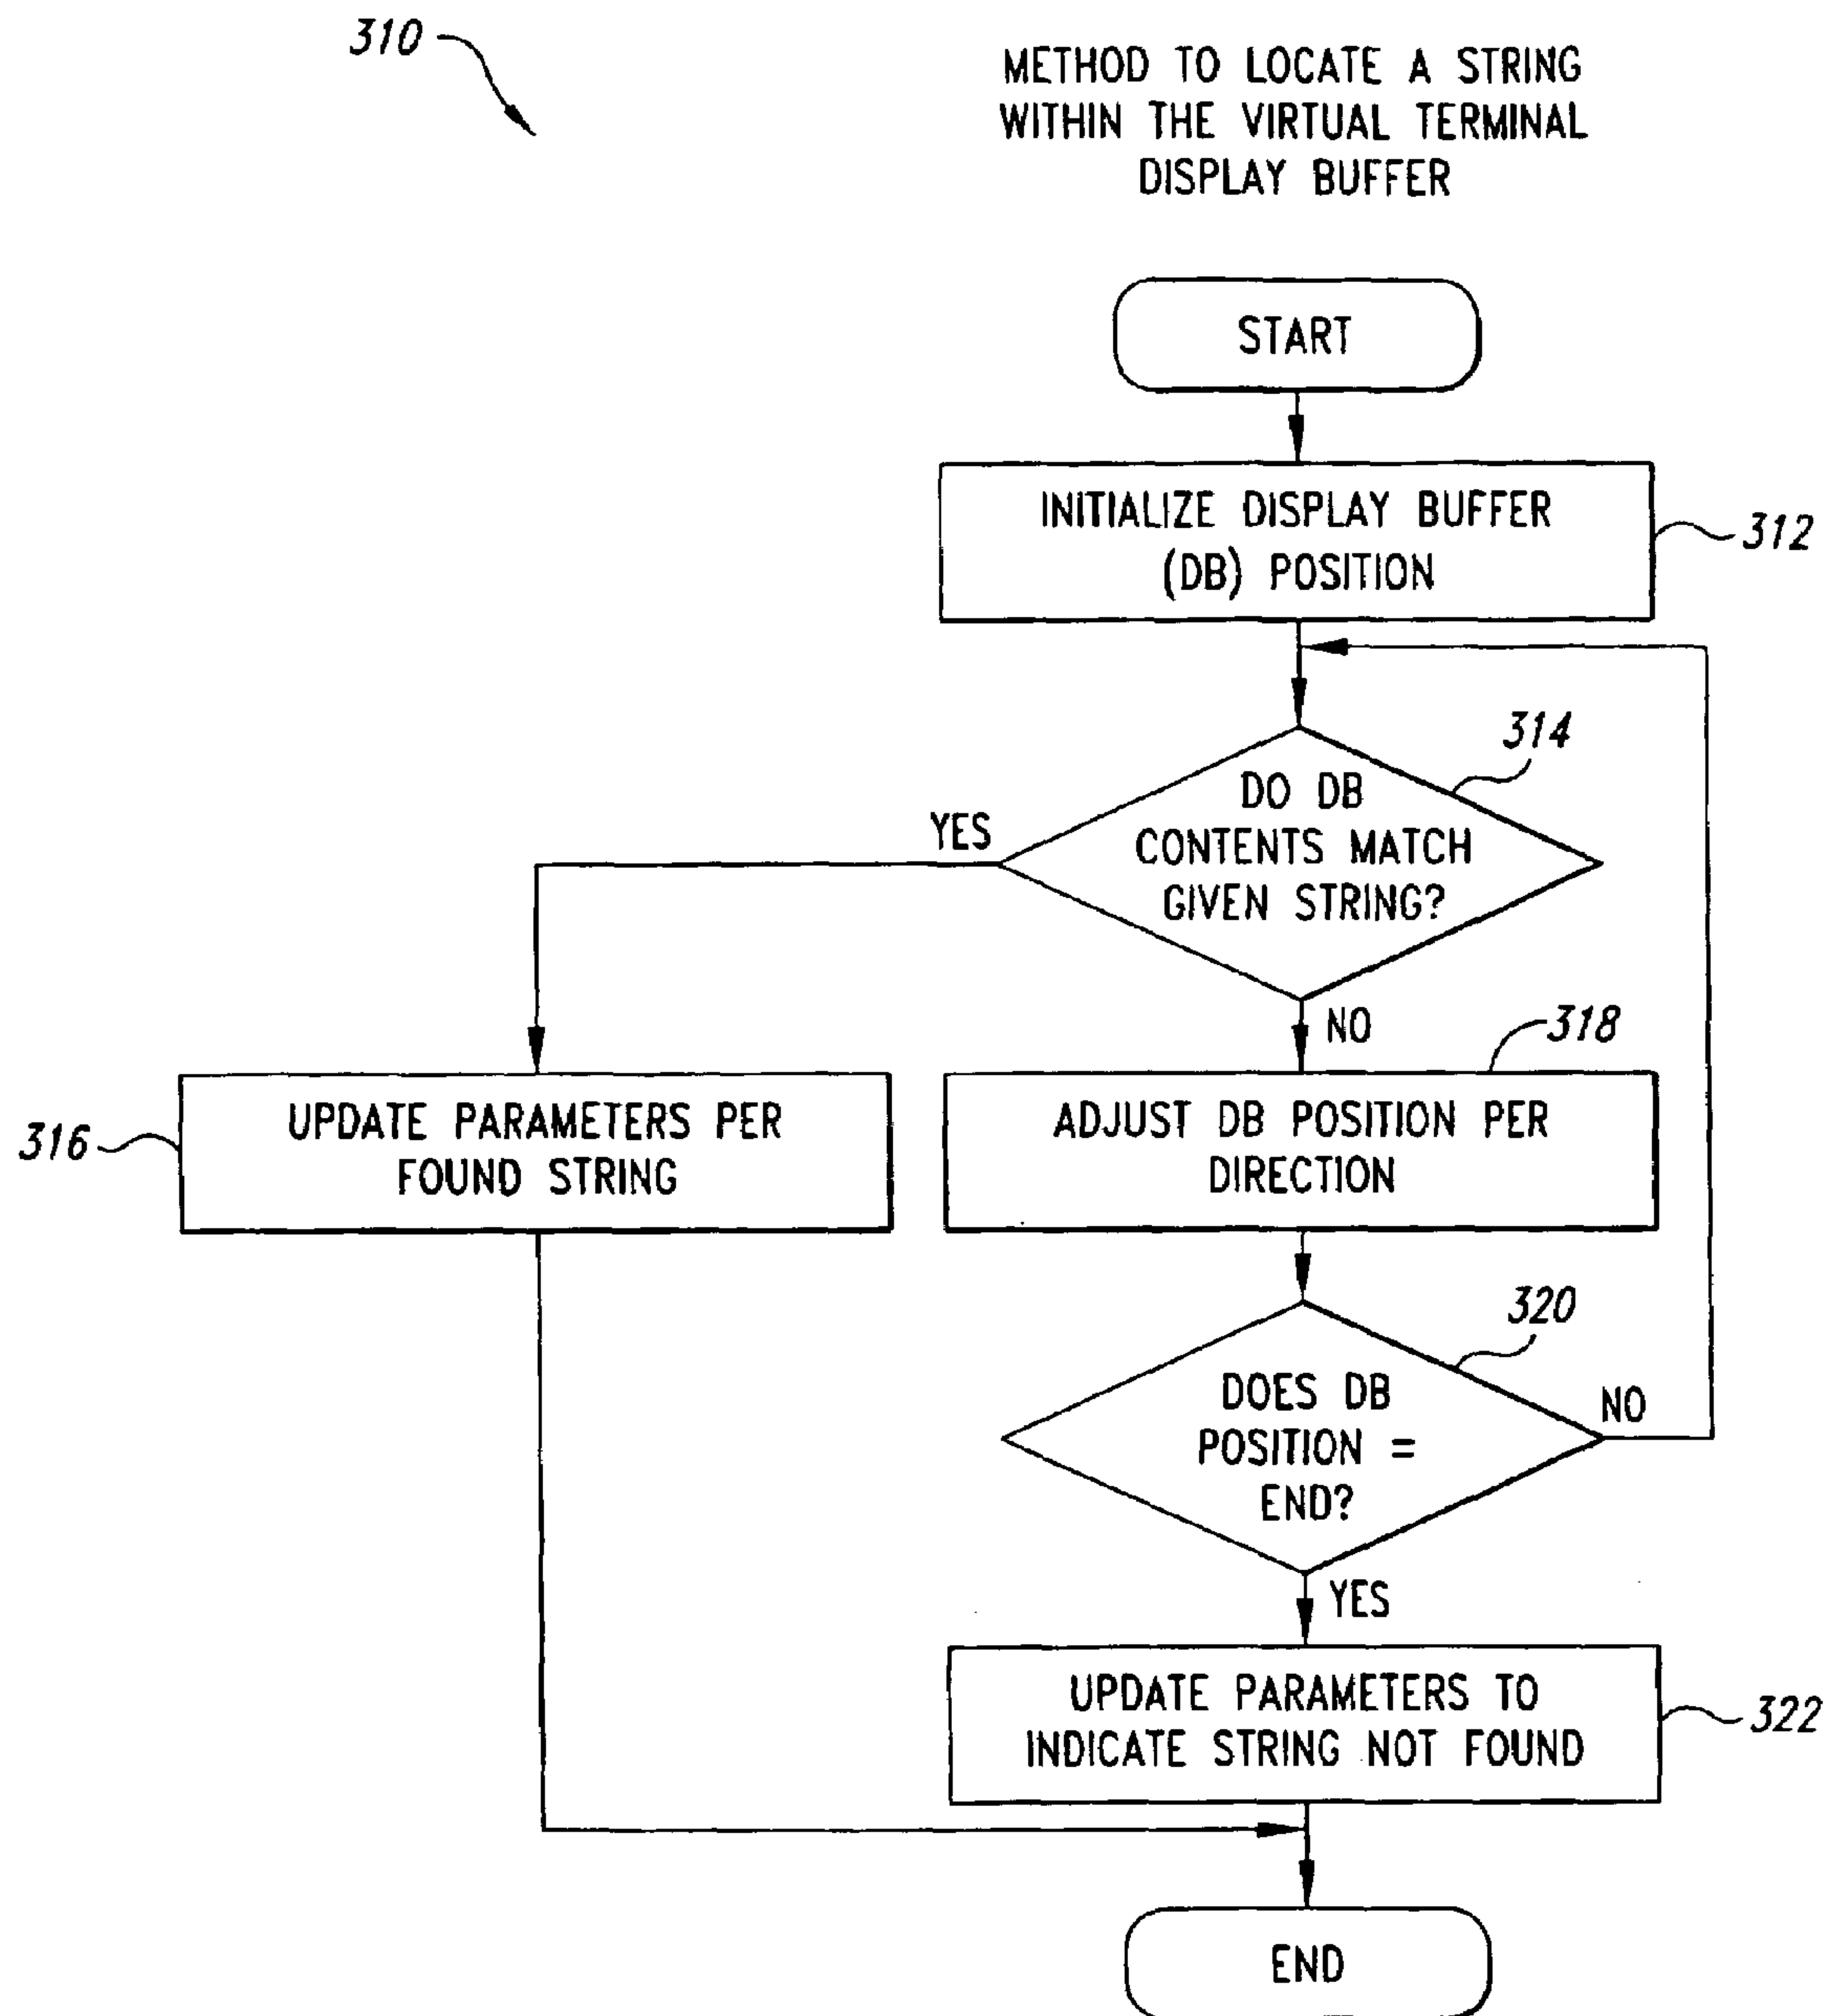 310
METHOD TO LOCATE A STRING
WITHIN THE VIRTUAL TERMINAL
DISPLAY BUFFER
START
INITIALIZE DISPLAY BUFFER
(DB) POSITION
312
314
DO DB
CONTENTS MATCH
GIVEN STRING?
YES
NO
318
316
UPDATE PARAMETERS PER
FOUND STRING
ADJUST DB POSITION PER
DIRECTION
320
DOES DB
POSITION =
END?
NO
YES
UPDATE PARAMETERS TO
INDICATE STRING NOT FOUND
322
END